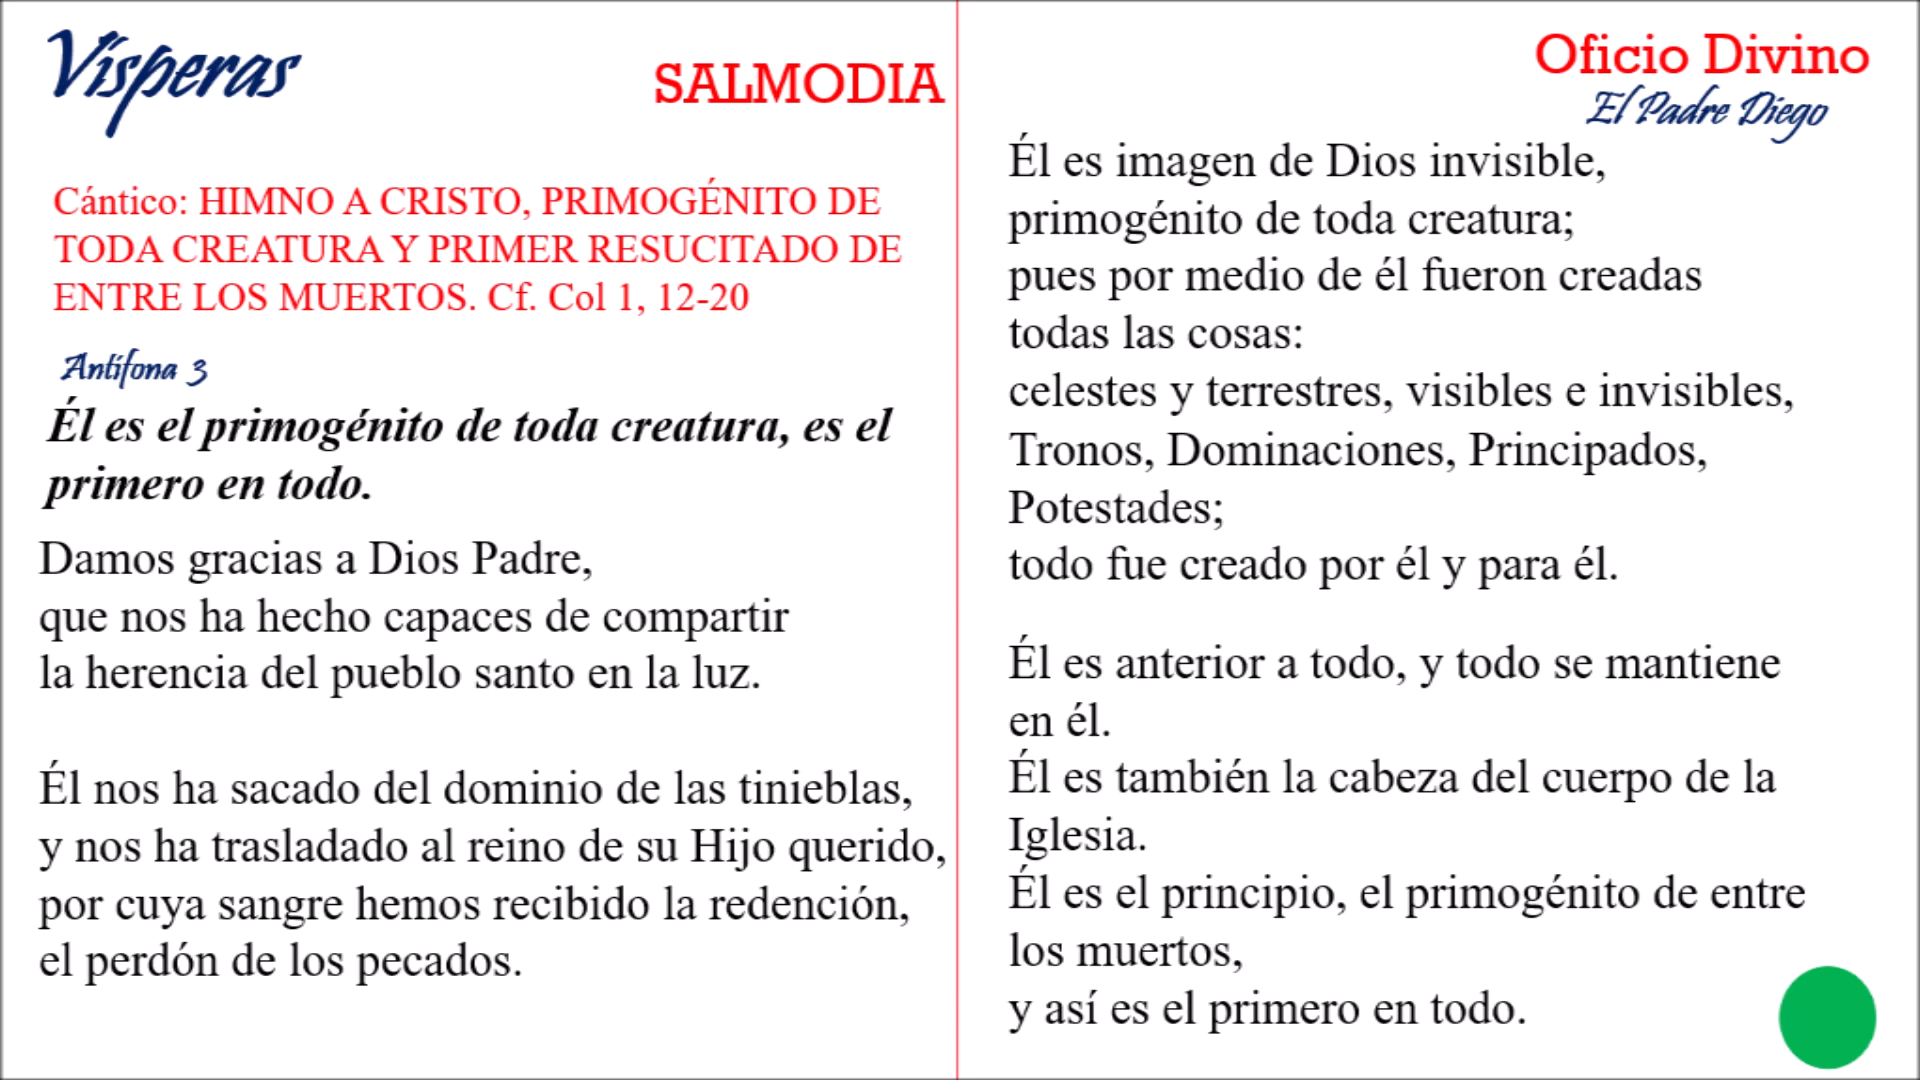 Vísperas
SALMODIA
Cántico: HIMNO A CRISTO, PRIMOGÉNITO DE
TODA CREATURA Y PRIMER RESUCITADO DE
ENTRE LOS MUERTOS. Cf. Col 1, 12-20
Antífona 3
Él es el primogénito de toda creatura, es el
primero en todo.
Damos gracias a Dios Padre,
que nos ha hecho capaces de compartir
la herencia del pueblo santo en la luz.
Él nos ha sacado del dominio de las tinieblas,
y nos ha trasladado al reino de su Hijo querido,
por cuya sangre hemos recibido la redención,
el perdón de los pecados.
Oficio Divino
El Padre Diego
Él es imagen de Dios invisible,
primogénito de toda creatura;
pues por medio de él fueron creadas
todas las cosas:
celestes y terrestres, visibles e invisibles,
Tronos, Dominaciones, Principados,
Potestades;
todo fue creado por él y para él.
Él es anterior a todo, y todo se mantiene
en él.
Él es también la cabeza del cuerpo de la
Iglesia.
Él es el principio, el primogénito de entre
los muertos,
y así es el primero en todo.